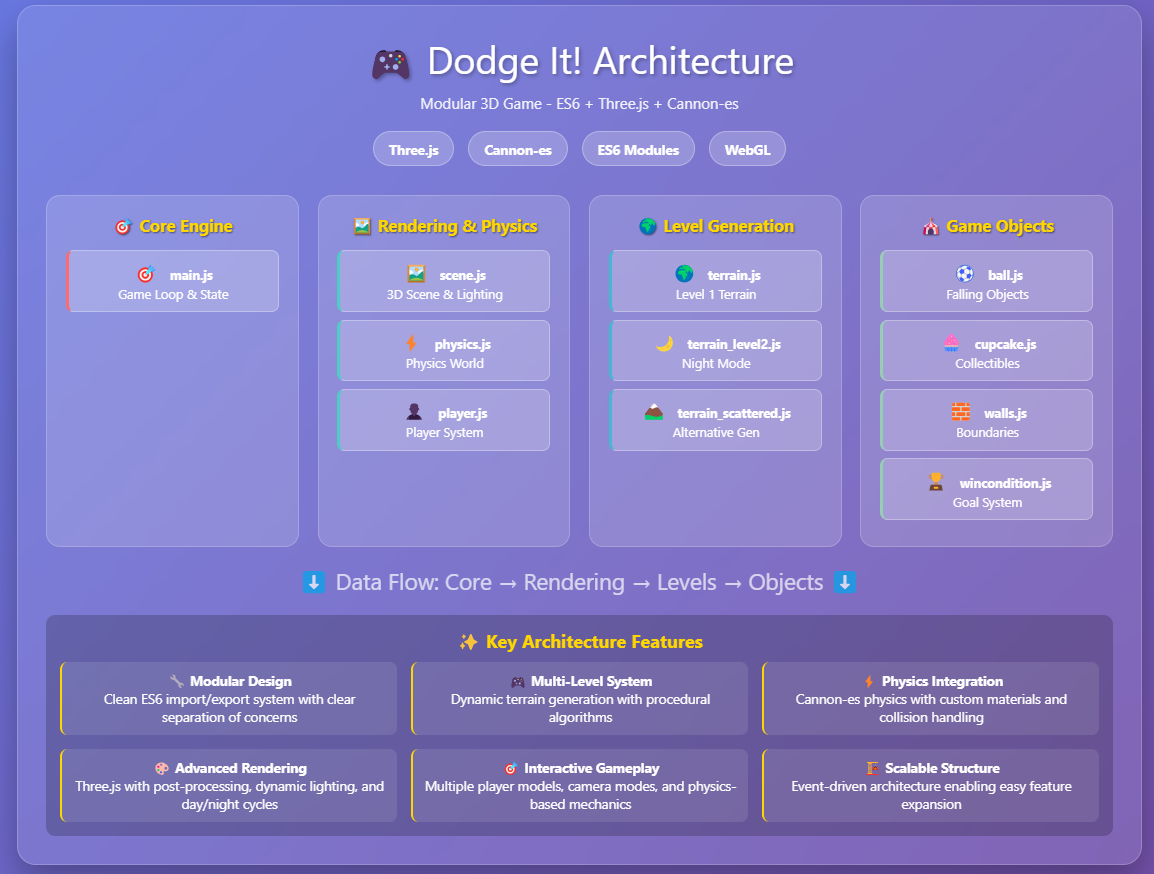 🎮 Dodge It! Architecture
Modular 3D Game - ES6 + Three.js + Cannon-es
Three.js
Cannon-es
ES6 Modules
WebGL
🎯 Core Engine
🎯 main.js
Game Loop & State
🖼️ Rendering & Physics
🖼️ scene.js
3D Scene & Lighting
⚡ physics.js
Physics World
👤 player.js
Player System
🌍 Level Generation
🌍 terrain.js
Level 1 Terrain
🌙 terrain_level2.js
Night Mode
⛰️ terrain_scattered.js
Alternative Gen
🎪 Game Objects
⚽ ball.js
Falling Objects
🧁 cupcake.js
Collectibles
🧱 walls.js
Boundaries
🏆 wincondition.js
Goal System
⬇️ Data Flow: Core → Rendering → Levels → Objects ⬇️
✨ Key Architecture Features
🔧 Modular Design
Clean ES6 import/export system with clear
separation of concerns
🎮 Multi-Level System
Dynamic terrain generation with procedural
algorithms
⚡ Physics Integration
Cannon-es physics with custom materials and
collision handling
🎨 Advanced Rendering
Three.js with post-processing, dynamic lighting, and
day/night cycles
🎯 Interactive Gameplay
Multiple player models, camera modes, and physics-
based mechanics
🏗️ Scalable Structure
Event-driven architecture enabling easy feature
expansion